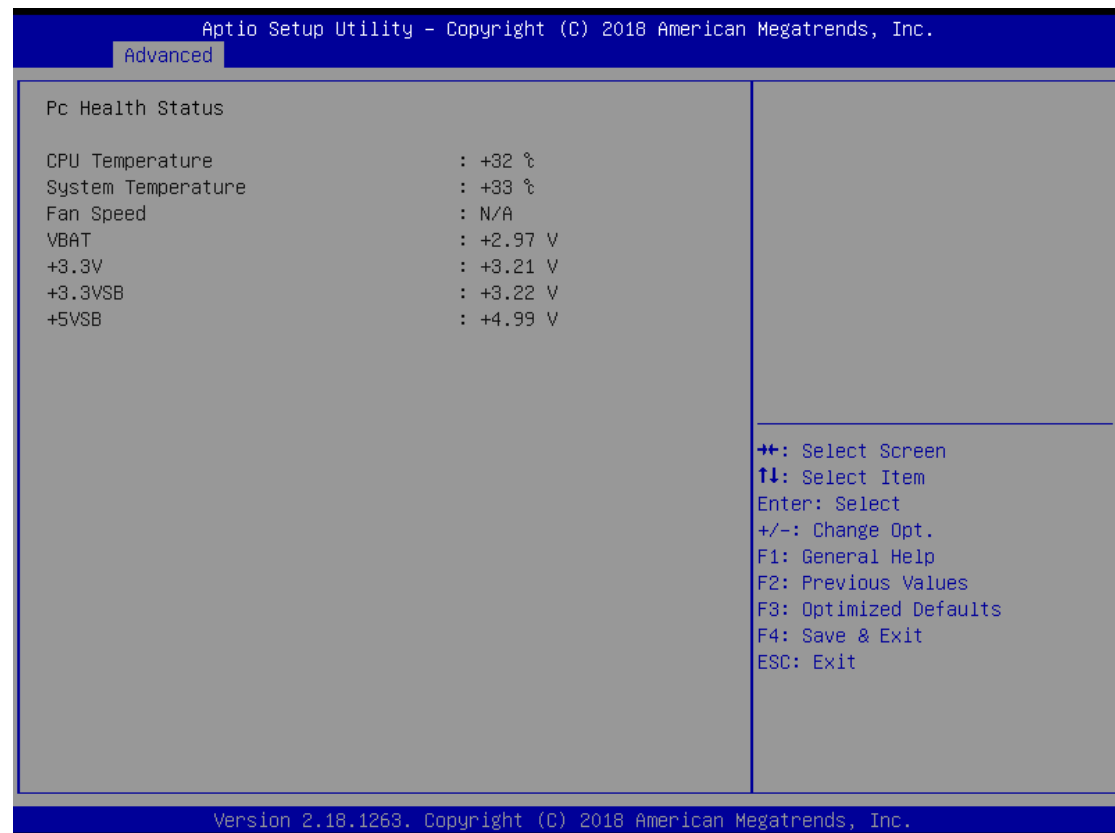 Aptio Setup Utility – Copyright (C) 2018 American Megatrends, Inc.
Advanced
Pc Health Status
CPU Temperature : +32 ℃
System Temperature : +33 ℃
Fan Speed : N/A
VBAT : +2.97 V
+3.3V : +3.21 V
+3.3VSB : +3.22 V
+5VSB : +4.99 V
→←: Select Screen
↑↓: Select Item
Enter: Select
+/-: Change Opt.
F1: General Help
F2: Previous Values
F3: Optimized Defaults
F4: Save & Exit
ESC: Exit
Version 2.18.1263. Copyright (C) 2018 American Megatrends, Inc.